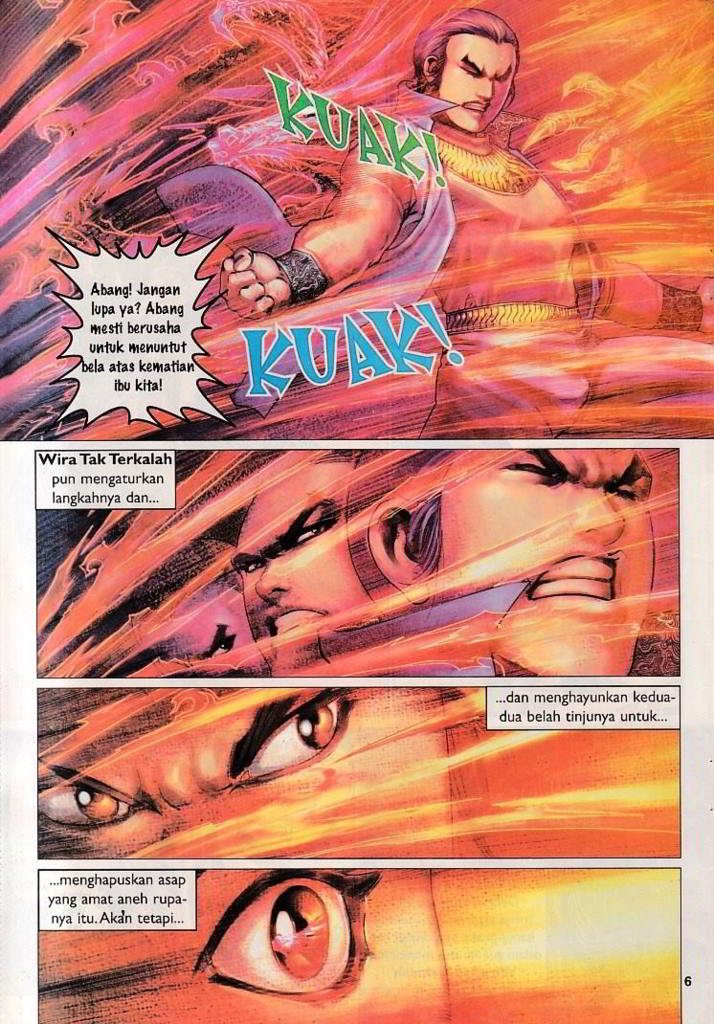 KUAK!
Abang! Jangan
lupa ya? Abang
mesti berusaha
untuk menuntut
bela atas kematian
ibu kita!
KUAK!
Wira Tak Terkalah
pun mengaturkan
langkahnya dan...
...dan menghayunkan kedua-
dua belah tinjunya untuk...
...menghapuskan asap
yang amat aneh rupa-
nya itu. Akan tetapi...
6